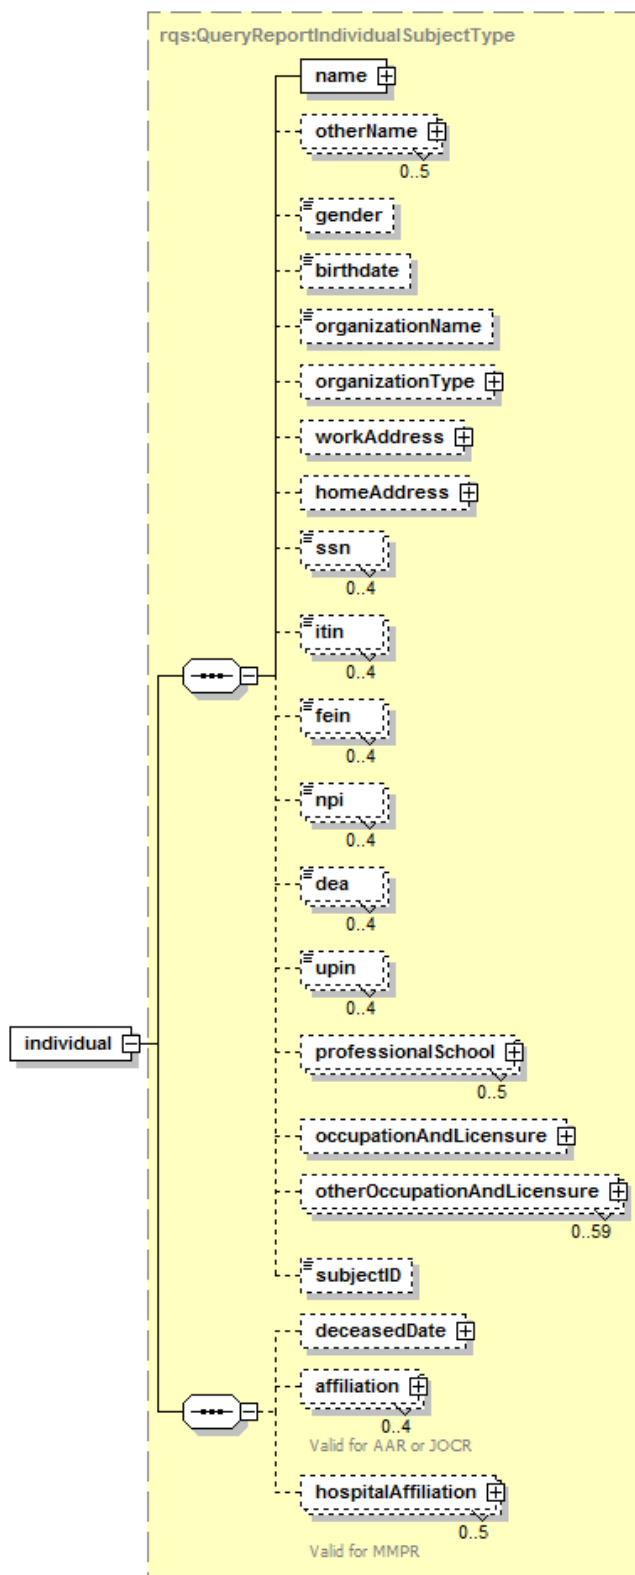 rqs:QueryReportIndividualSubjectType
name
otherName
0..5
gender
birthdate
organizationName
organizationType
workAddress
homeAddress
ssn
0..4
itin
0..4
fein
0..4
npi
0..4
dea
0..4
upin
0..4
individual
professionalSchool
0..5
occupationAndLicensure
otherOccupationAndLicensure
0..59
subjectID
deceasedDate
affiliation
0..4
Valid for AAR or JOCR
hospitalAffiliation
0..5
Valid for MMPR